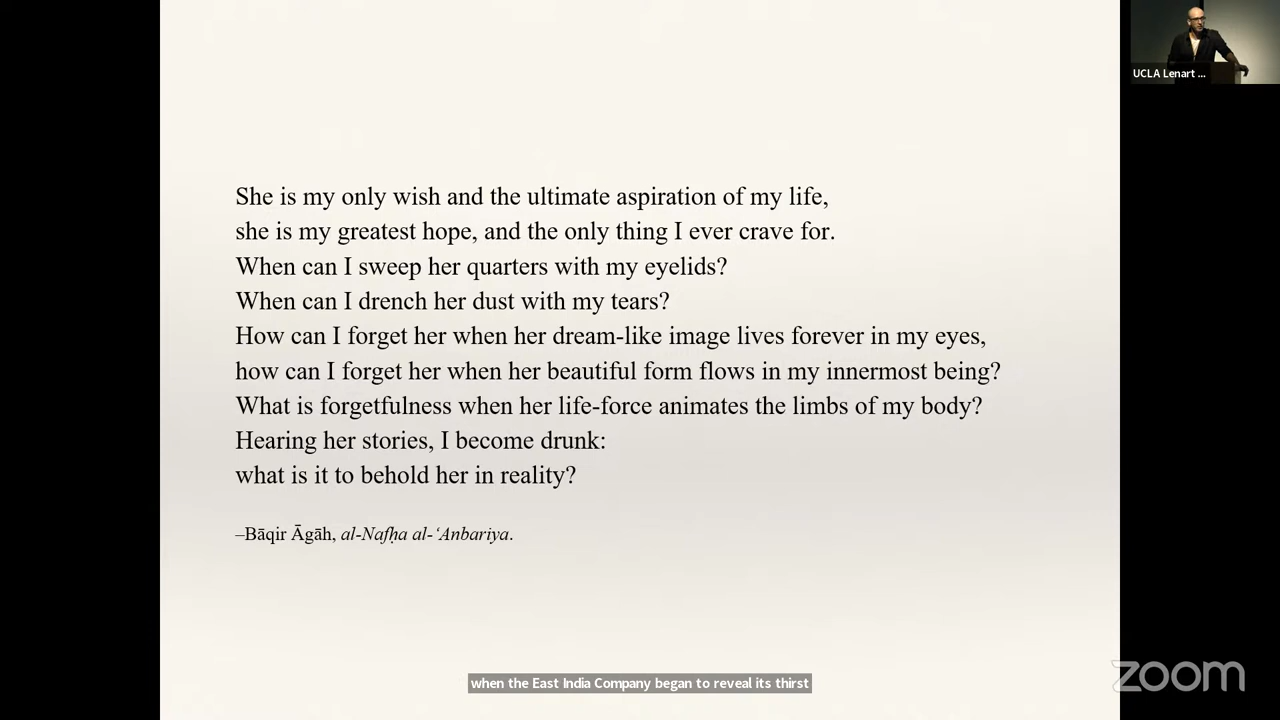 She is my only wish and the ultimate aspiration of my life,
she is my greatest hope, and the only thing I ever crave for.
When can I sweep her quarters with my eyelids?
When can I drench her dust with my tears?
How can I forget her when her dream-like image lives forever in my eyes,
how can I forget her when her beautiful form flows in my innermost being?
What is forgetfulness when her life-force animates the limbs of my body?
Hearing her stories, I become drunk:
what is it to behold her in reality?
–Bāqir Āgāh, al-Nafḥa al-‘Anbariya.
UCLA Lenart ...
when the East India Company began to reveal its thirst
zoom